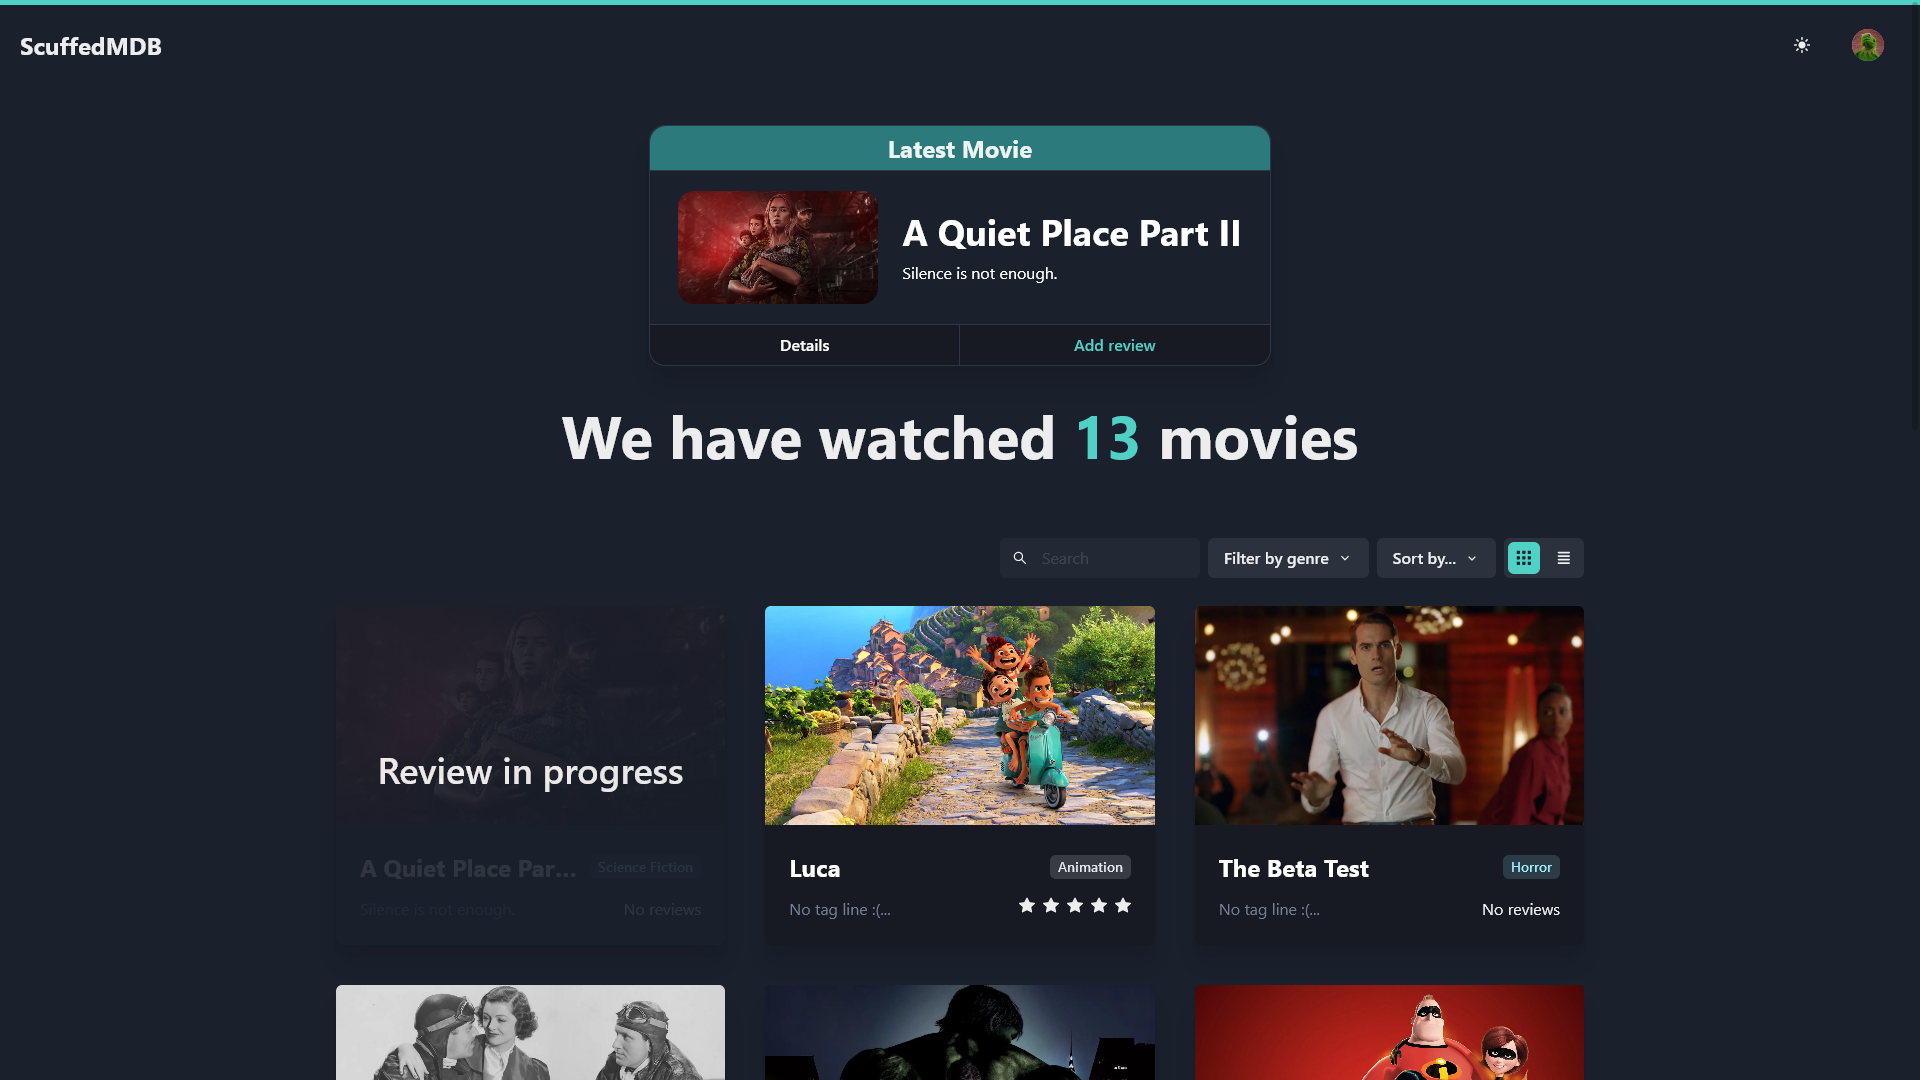 ScuffedMDB
Latest Movie
A Quiet Place Part II
Silence is not enough.
Details
Add review
We have watched 13 movies
Search
Filter by genre
Sort by...
Review in progress
A Quiet Place Par...
Science Fiction
Silence is not enough.
No reviews
Luca
Animation
No tag line :(...
The Beta Test
Horror
No tag line :(...
No reviews